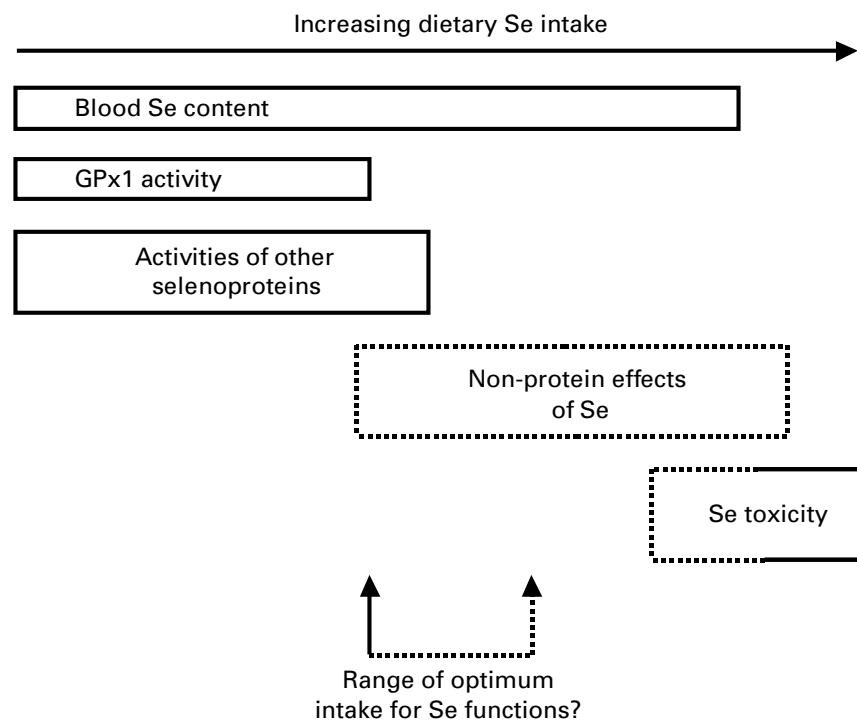 Increasing dietary Se intake
Blood Se content
GPx1 activity
Activities of other
selenoproteins
Non-protein effects
of Se
Se toxicity
Range of optimum
intake for Se functions?